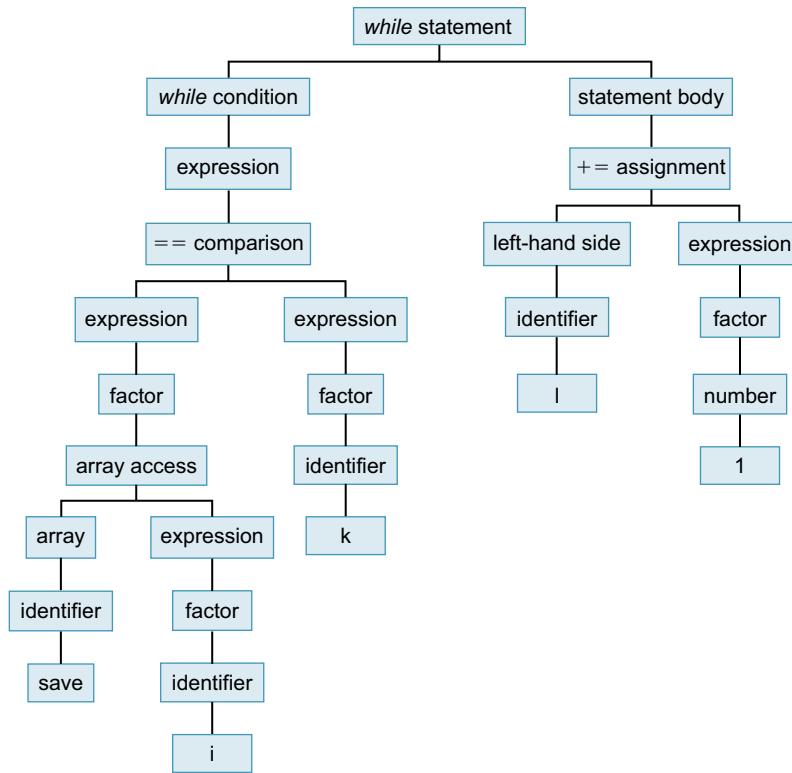 while statement
while condition
statement body
expression
+= assignment
== comparison
left-hand side
expression
expression
expression
identifier
factor
factor
factor
l
number
array access
identifier
1
array
expression
k
identifier
factor
save
identifier
i